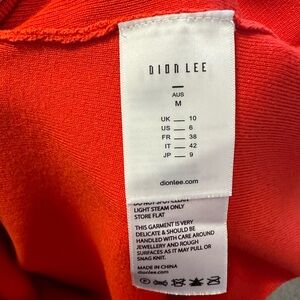 DION LEE
AUS
M
UK — 10
US — 6
FR — 38
IT — 42
JP — 9
dionlee.com
DO NOT SPOT CLEAN
LIGHT STEAM ONLY
STORE FLAT
THIS GARMENT IS VERY
DELICATE & SHOULD BE
HANDLED WITH CARE AROUND
JEWELLERY AND ROUGH
SURFACES AS IT MAY PULL OR
SNAG KNIT.
MADE IN CHINA
dionlee.com